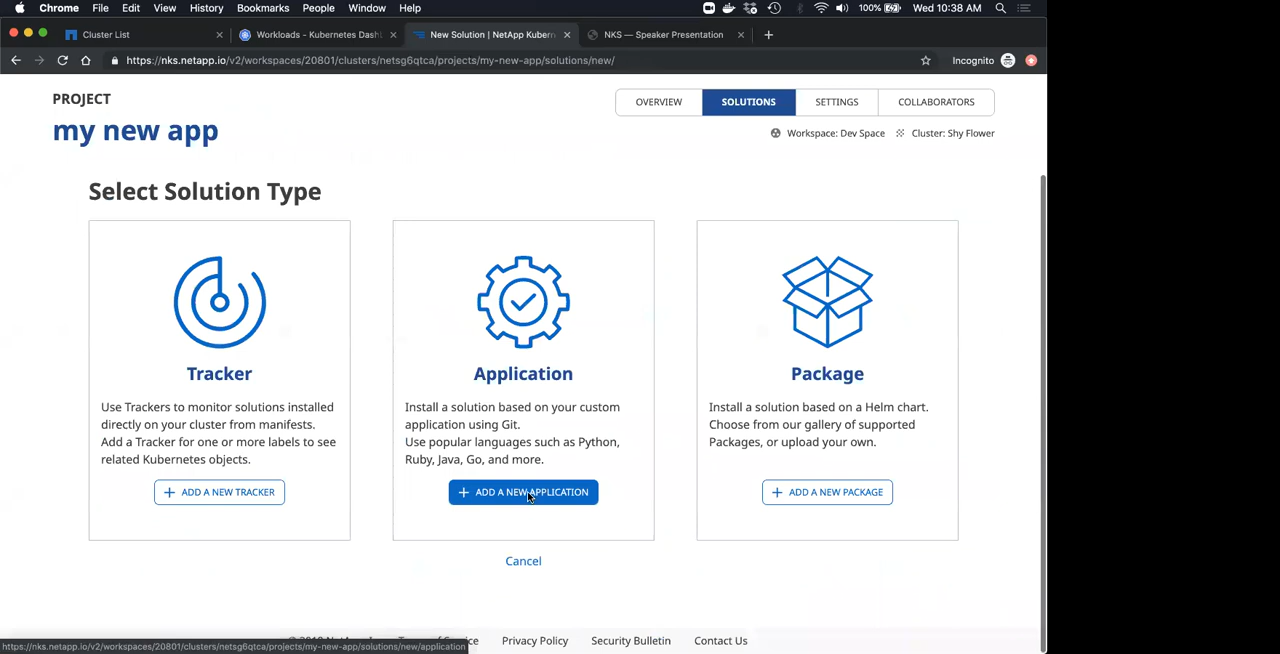 Chrome File Edit View History Bookmarks People Window Help 100% Wed 10:38 AM
Cluster List
Workloads - Kubernetes Dash
New Solution | NetApp Kubern
NKS — Speaker Presentation
https://nks.netapp.io/v2/workspaces/20801/clusters/netsg6qtca/projects/my-new-app/solutions/new/
Incognito
PROJECT
my new app
OVERVIEW SOLUTIONS SETTINGS COLLABORATORS
Workspace: Dev Space Cluster: Shy Flower
Select Solution Type
Tracker
Use Trackers to monitor solutions installed
directly on your cluster from manifests.
Add a Tracker for one or more labels to see
related Kubernetes objects.
+ ADD A NEW TRACKER
Application
Install a solution based on your custom
application using Git.
Use popular languages such as Python,
Ruby, Java, Go, and more.
+ ADD A NEW APPLICATION
Package
Install a solution based on a Helm chart.
Choose from our gallery of supported
Packages, or upload your own.
+ ADD A NEW PACKAGE
Cancel
Privacy Policy Security Bulletin Contact Us
https://nks.netapp.io/v2/workspaces/20801/clusters/netsg6qtca/projects/my-new-app/solutions/new/application